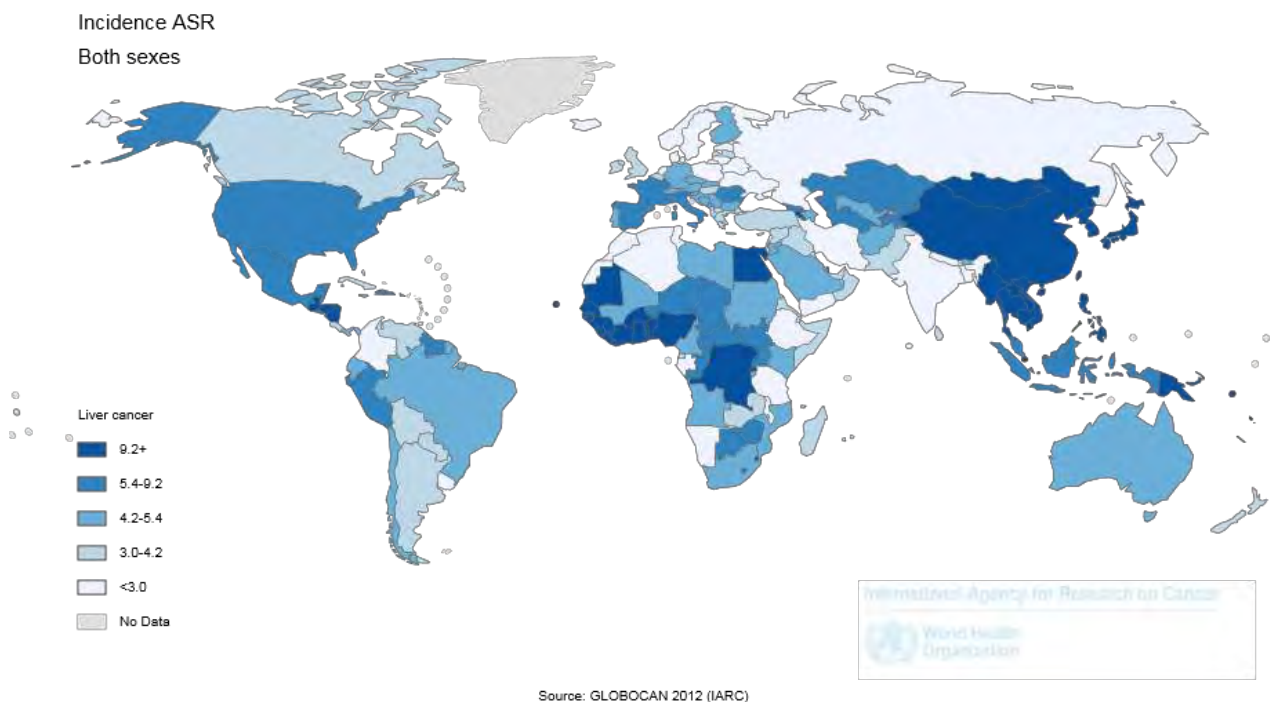 Incidence ASR
Both sexes
Liver cancer
9.2+
5.4-9.2
4.2-5.4
3.0-4.2
<3.0
No Data
International Agency for Research on Cancer
World Health
Organization
Source: GLOBOCAN 2012 (IARC)